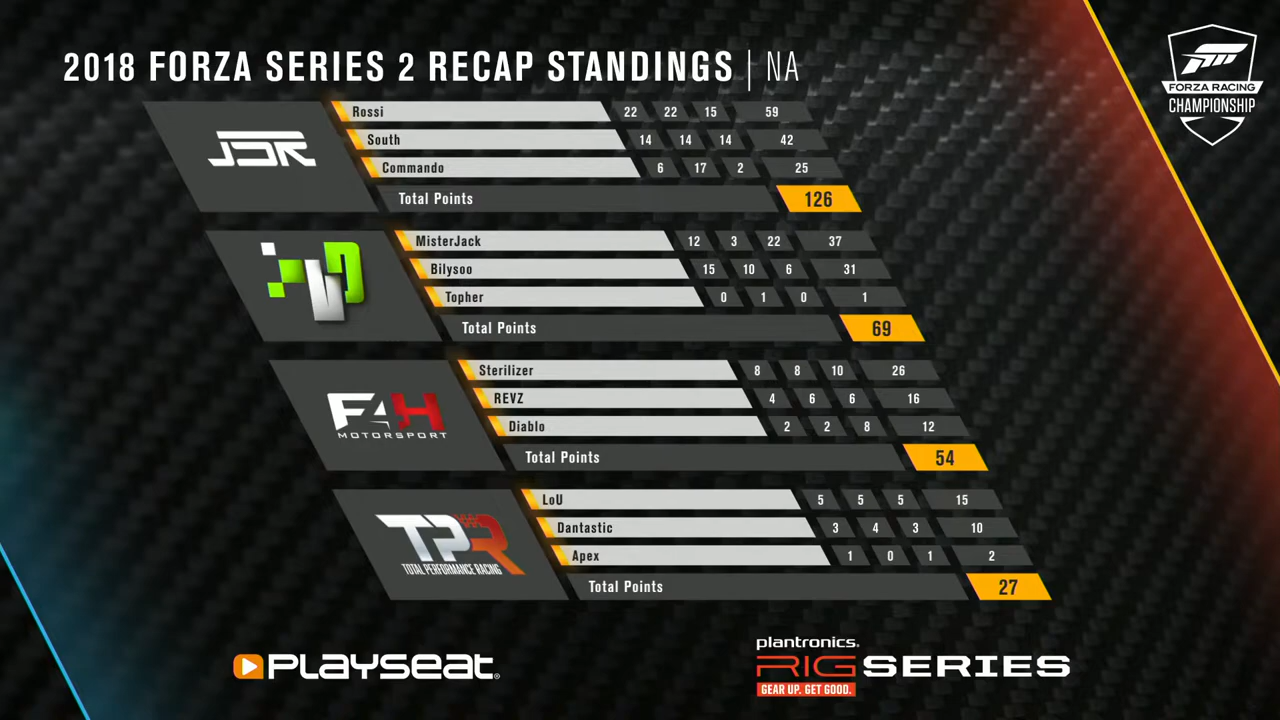 2018 FORZA SERIES 2 RECAP STANDINGS | NA
FORZA RACING
CHAMPIONSHIP
JSR
Rossi 22 22 15 59
South 14 14 14 42
Commando 6 17 2 25
Total Points 126
MisterJack 12 3 22 37
Bilysoo 15 10 6 31
Topher 0 1 0 1
Total Points 69
F4H
MOTORSPORT
Sterilizer 8 8 10 26
REVZ 4 6 6 16
Diablo 2 2 8 12
Total Points 54
TPR
TOTAL PERFORMANCE RACING
LoU 5 5 5 15
Dantastic 3 4 3 10
Apex 1 0 1 2
Total Points 27
PLAYSEAT®
plantronics®
RIG SERIES
GEAR UP. GET GOOD.